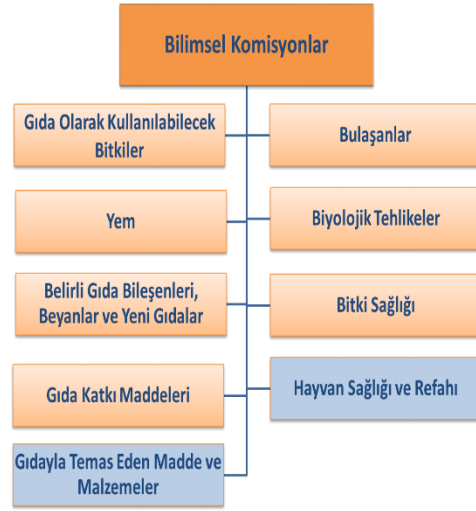 Bilimsel Komisyonlar
Gıda Olarak Kullanılabilecek
Bitkiler
Bulaşanlar
Yem
Biyolojik Tehlikeler
Belirli Gıda Bileşenleri,
Beyanlar ve Yeni Gıdalar
Bitki Sağlığı
Gıda Katkı Maddeleri
Hayvan Sağlığı ve Refahı
Gıdayla Temas Eden Madde ve
Malzemeler